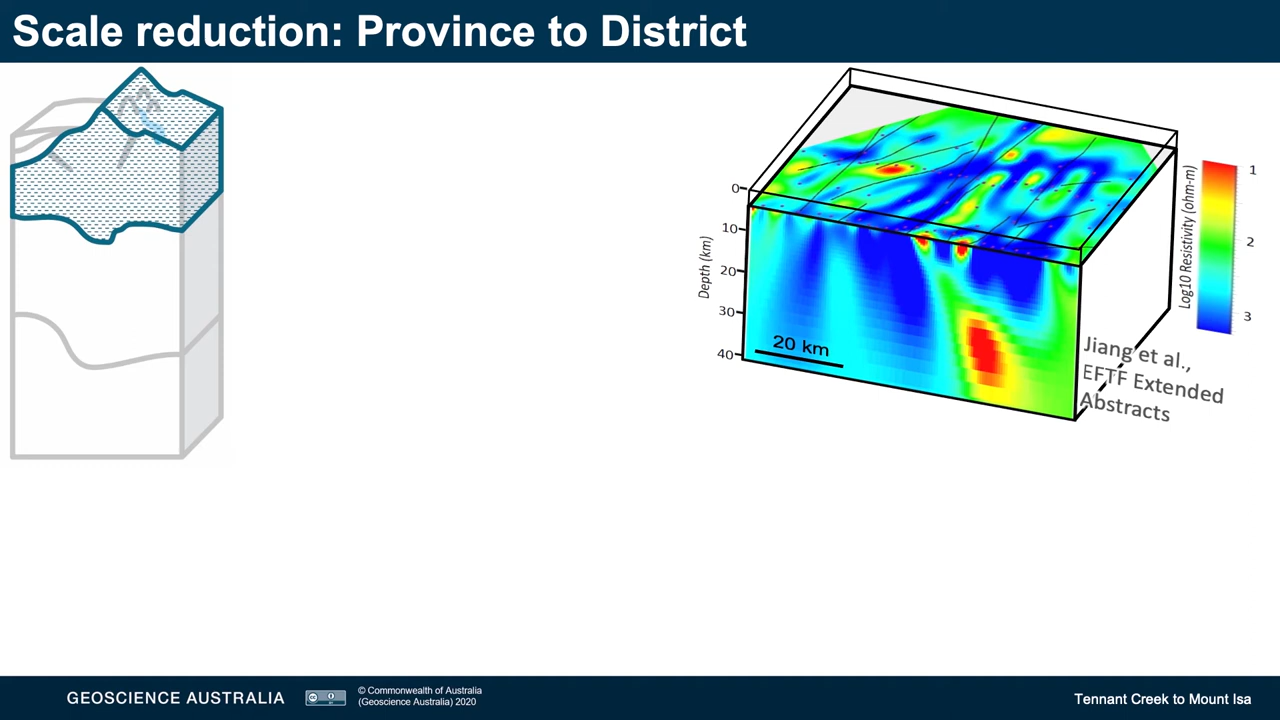 Scale reduction: Province to District
0
10
20
30
40
Depth (km)
20 km
1
2
3
Log10 Resistivity (ohm-m)
Jiang et al.,
EFTF Extended
Abstracts
GEOSCIENCE AUSTRALIA
© Commonwealth of Australia
(Geoscience Australia) 2020
Tennant Creek to Mount Isa